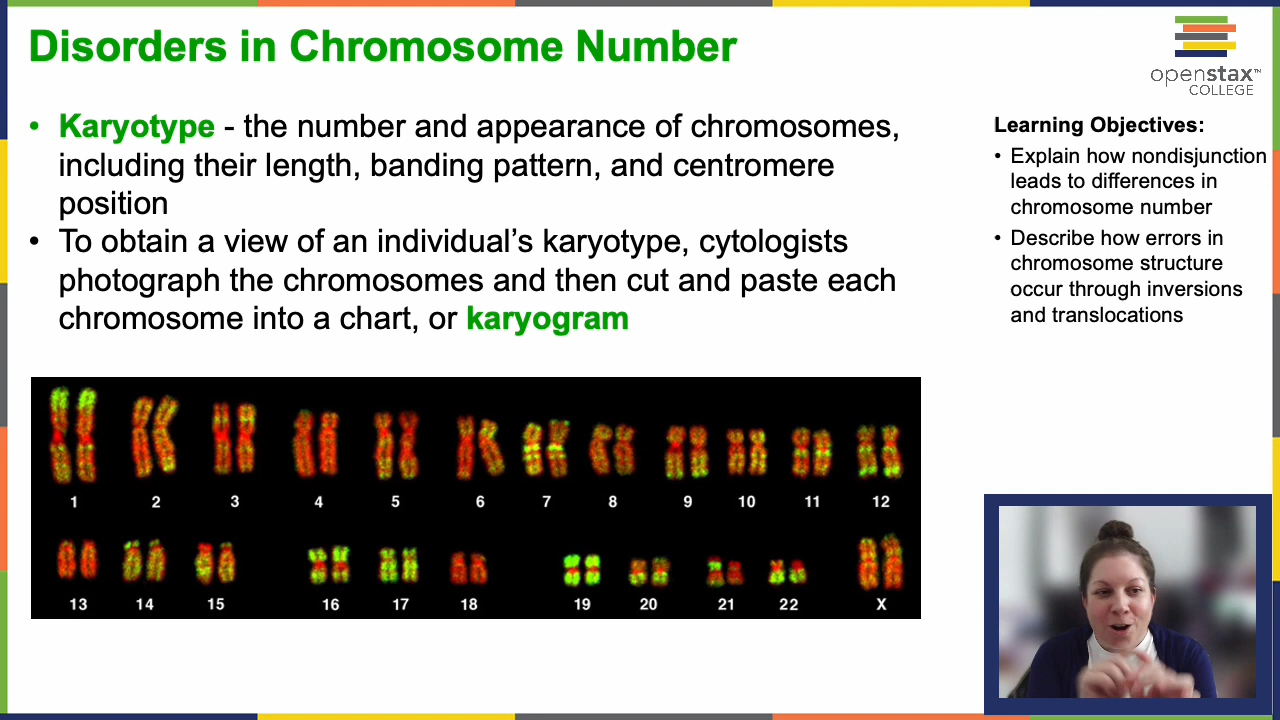 Disorders in Chromosome Number
openstax™
COLLEGE
• Karyotype - the number and appearance of chromosomes,
including their length, banding pattern, and centromere
position
• To obtain a view of an individual’s karyotype, cytologists
photograph the chromosomes and then cut and paste each
chromosome into a chart, or karyogram
Learning Objectives:
• Explain how nondisjunction
leads to differences in
chromosome number
• Describe how errors in
chromosome structure
occur through inversions
and translocations
1 2 3 4 5 6 7 8 9 10 11 12
13 14 15 16 17 18 19 20 21 22 X